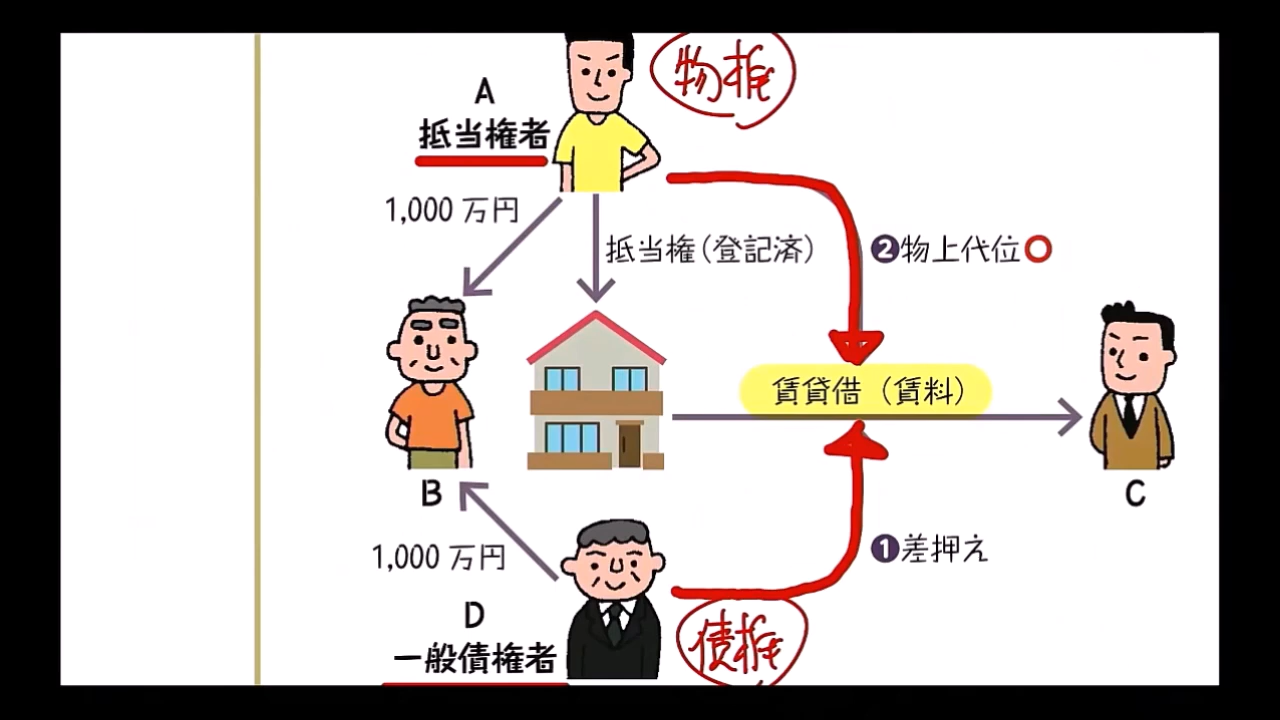 物権
A
抵当権者
1,000 万円
抵当権（登記済）
❷物上代位○
賃貸借（賃料）
B
C
1,000 万円
❶差押え
D
債権
一般債権者